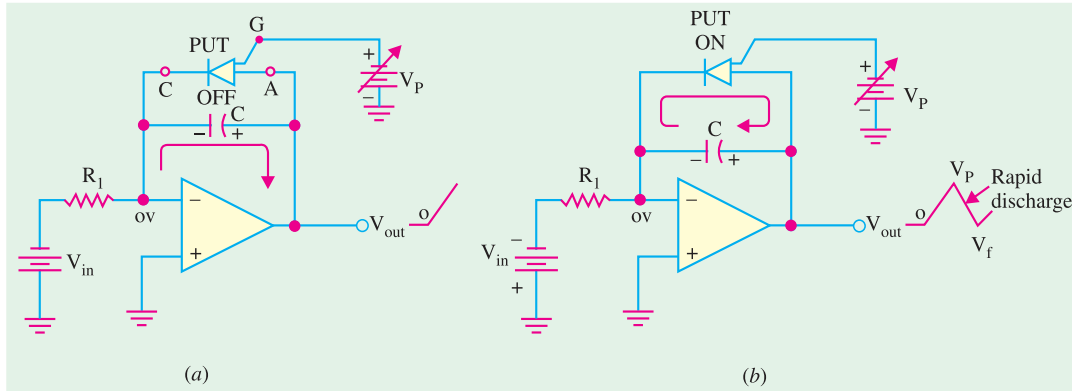 G
PUT
+
V_P
C
A
OFF
−
C
−
+
R_1
ov
−
+
V_out
o
V_in
(a)
PUT
ON
+
V_P
−
C
−
+
R_1
ov
−
+
V_out
o
V_P
Rapid
discharge
V_f
−
V_in
+
(b)